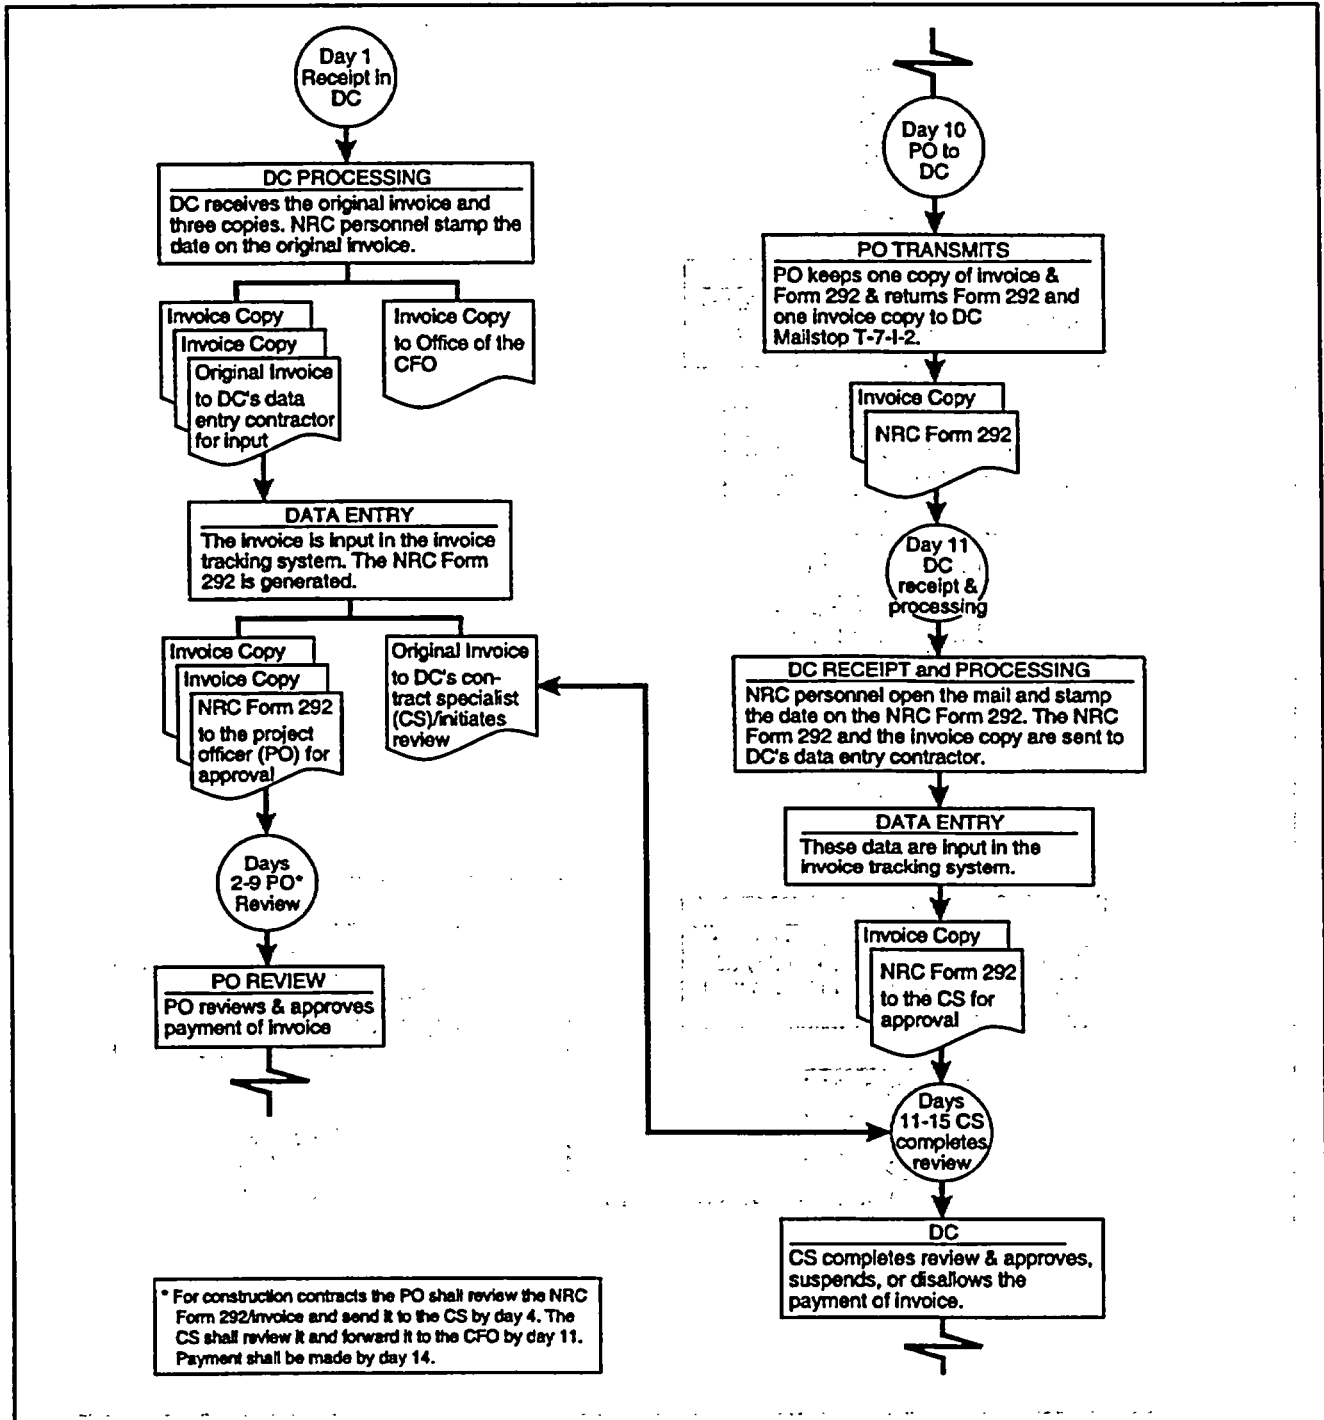 Day 1
Receipt in
DC
DC PROCESSING
DC receives the original invoice and
three copies. NRC personnel stamp the
date on the original invoice.
Invoice Copy
Invoice Copy
Original Invoice
to DC's data
entry contractor
for input
Invoice Copy
to Office of the
CFO
DATA ENTRY
The invoice is input in the invoice
tracking system. The NRC Form
292 is generated.
Invoice Copy
Invoice Copy
NRC Form 292
to the project
officer (PO) for
approval
Original Invoice
to DC's con-
tract specialist
(CS)/initiates
review
Days
2-9 PO*
Review
PO REVIEW
PO reviews & approves
payment of invoice
* For construction contracts the PO shall review the NRC
Form 292/invoice and send it to the CS by day 4. The
CS shall review it and forward it to the CFO by day 11.
Payment shall be made by day 14.
Day 10
PO to
DC
PO TRANSMITS
PO keeps one copy of invoice &
Form 292 & returns Form 292 and
one invoice copy to DC
Mailstop T-7-I-2.
Invoice Copy
NRC Form 292
Day 11
DC
receipt &
processing
DC RECEIPT and PROCESSING
NRC personnel open the mail and stamp
the date on the NRC Form 292. The NRC
Form 292 and the invoice copy are sent to
DC's data entry contractor.
DATA ENTRY
These data are input in the
invoice tracking system.
Invoice Copy
NRC Form 292
to the CS for
approval
Days
11-15 CS
completes
review
DC
CS completes review & approves,
suspends, or disallows the
payment of invoice.